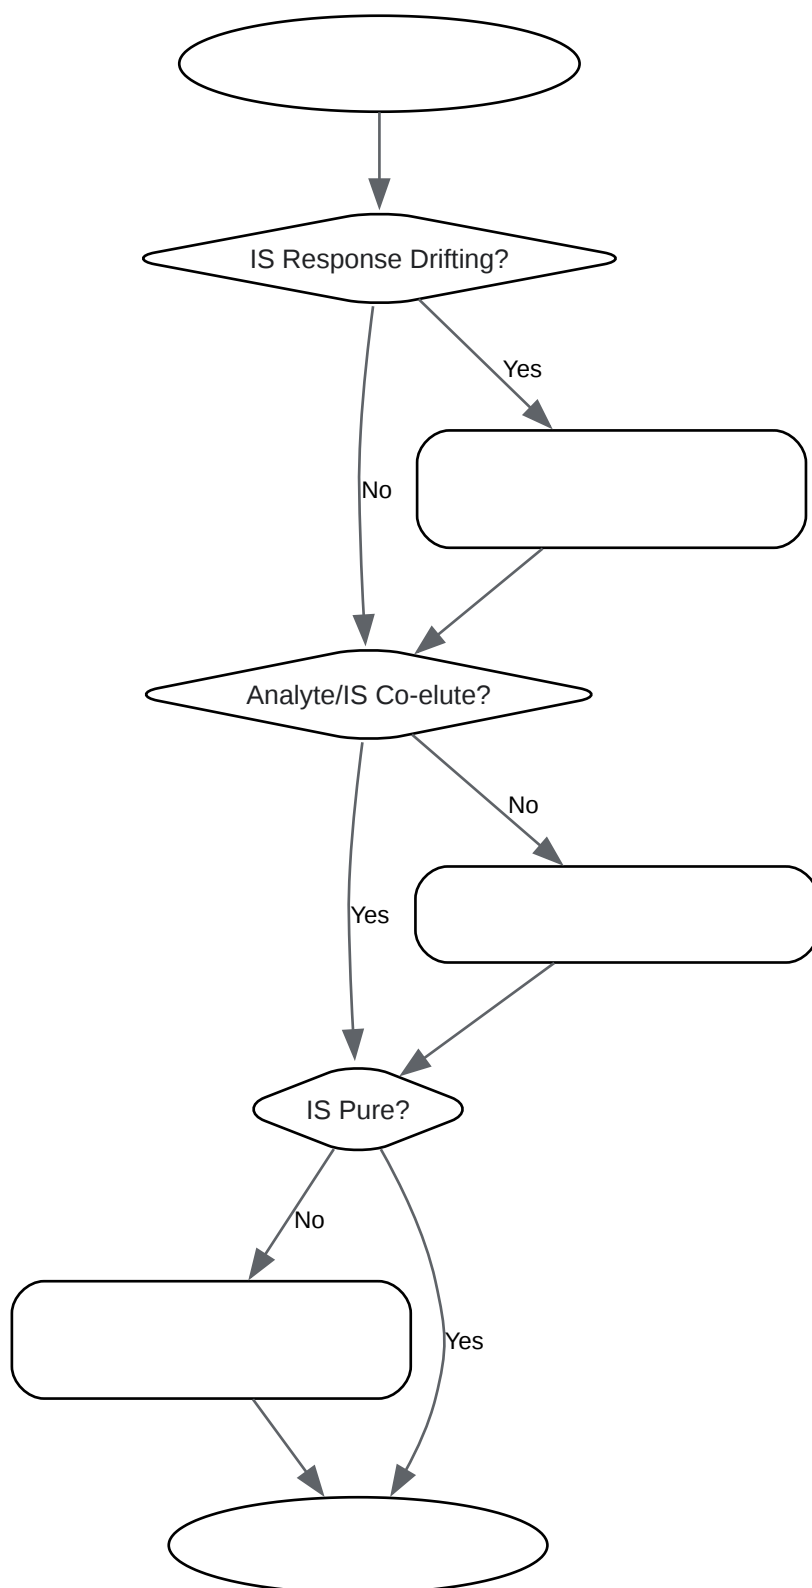 IS Response Drifting?
Yes
No
Analyte/IS Co-elute?
No
Yes
IS Pure?
No
Yes